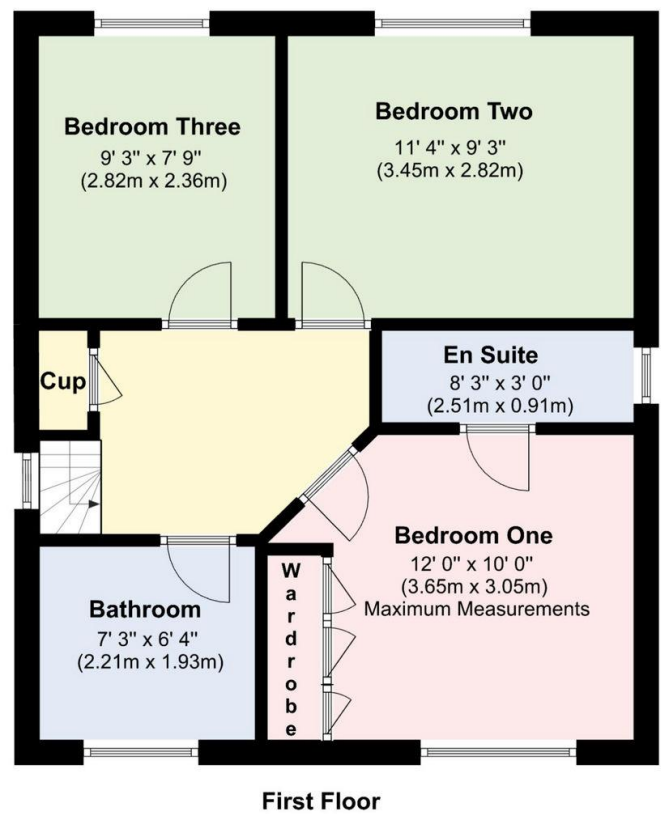 Bedroom Three
9' 3" x 7' 9"
(2.82m x 2.36m)
Bedroom Two
11' 4" x 9' 3"
(3.45m x 2.82m)
Cup
En Suite
8' 3" x 3' 0"
(2.51m x 0.91m)
Bedroom One
12' 0" x 10' 0"
(3.65m x 3.05m)
Maximum Measurements
Wardrobe
Bathroom
7' 3" x 6' 4"
(2.21m x 1.93m)
First Floor